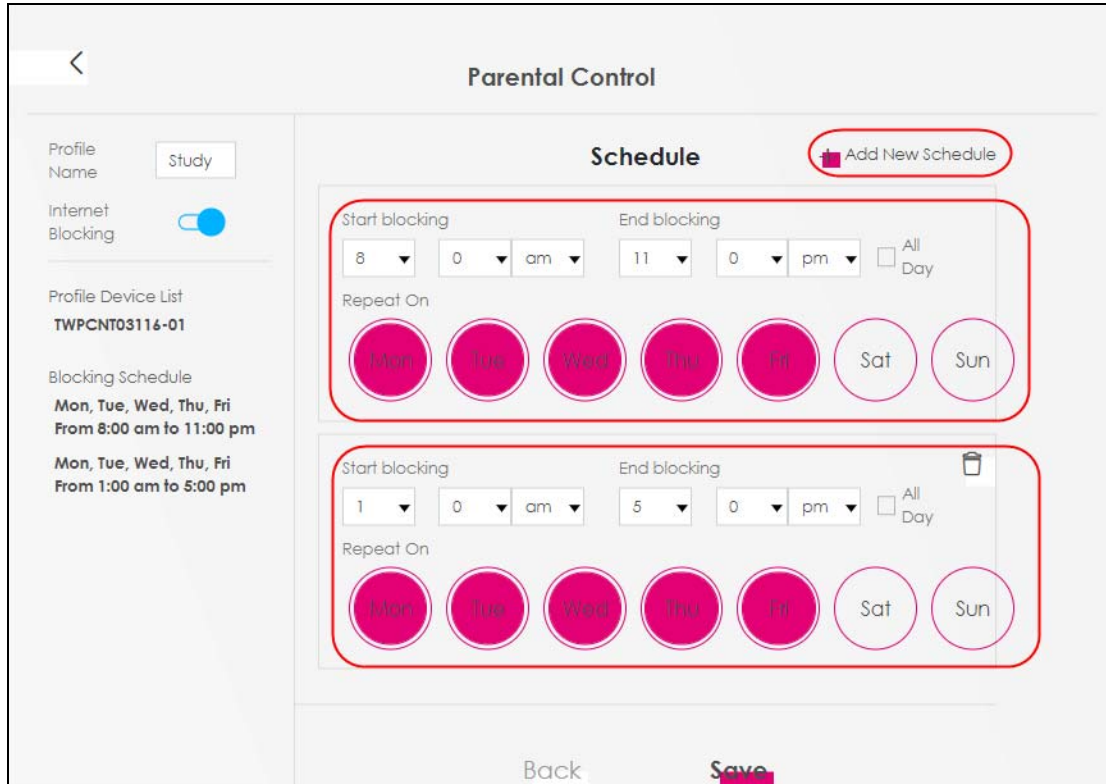 Parental Control
Profile
Name
Study
Internet
Blocking
Profile Device List
TWPCNT03116-01
Blocking Schedule
Mon, Tue, Wed, Thu, Fri
From 8:00 am to 11:00 pm
Mon, Tue, Wed, Thu, Fri
From 1:00 am to 5:00 pm
Schedule
+ Add New Schedule
Start blocking End blocking
8 0 am 11 0 pm All Day
Repeat On
Mon Tue Wed Thu Fri Sat Sun
Start blocking End blocking
1 0 am 5 0 pm All Day
Repeat On
Mon Tue Wed Thu Fri Sat Sun
Back Save